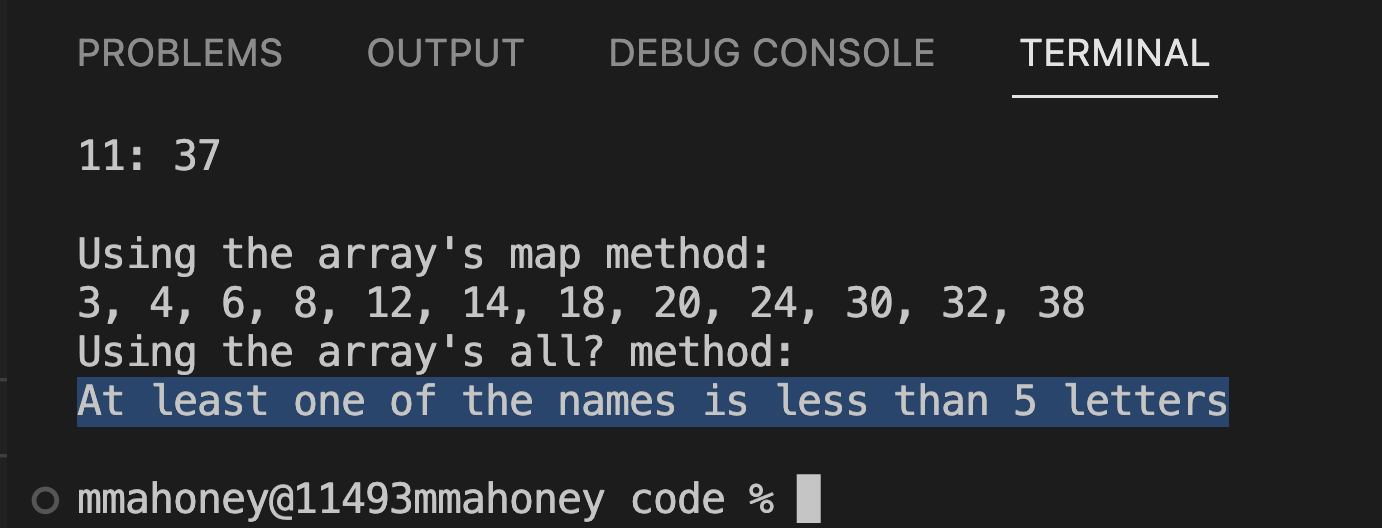 PROBLEMS OUTPUT DEBUG CONSOLE TERMINAL
11: 37
Using the array's map method:
3, 4, 6, 8, 12, 14, 18, 20, 24, 30, 32, 38
Using the array's all? method:
At least one of the names is less than 5 letters
mmahoney@11493mmahoney code %